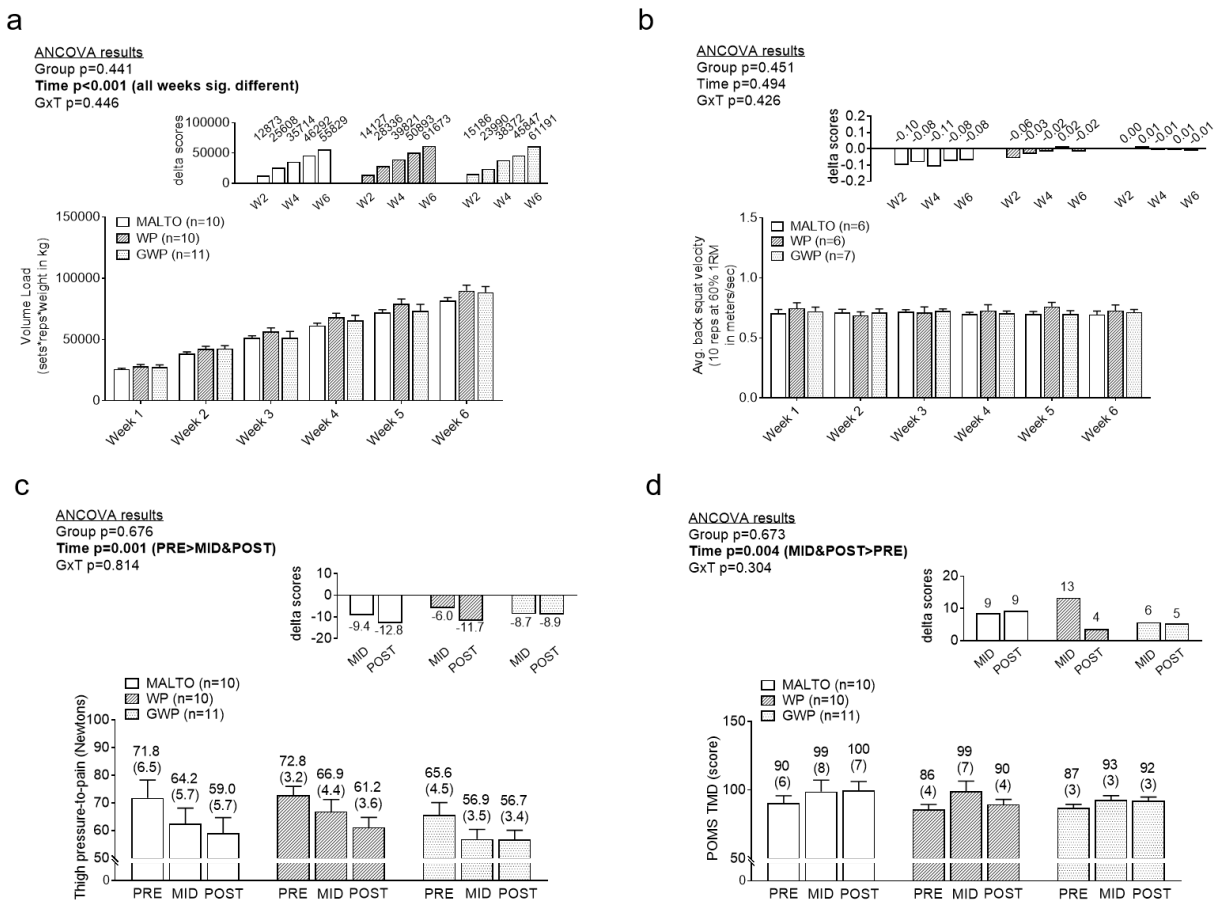 a
ANCOVA results
Group p=0.441
Time p<0.001 (all weeks sig. different)
GxT p=0.446
delta scores
100000
50000
0
12873 25608 35714 46292 55829
14127 28336 39821 50893 61673
15186 23990 38372 45847 61191
W2 W4 W6 W2 W4 W6 W2 W4 W6
Volume Load
(sets*reps*weight in kg)
150000
100000
50000
0
MALTO (n=10)
WP (n=10)
GWP (n=11)
Week 1 Week 2 Week 3 Week 4 Week 5 Week 6
b
ANCOVA results
Group p=0.451
Time p=0.494
GxT p=0.426
delta scores
0.2
0.1
0.0
-0.1
-0.2
-0.10 -0.08 -0.11 -0.08 -0.08
-0.06 -0.03 -0.02 0.02 -0.02
0.00 0.01 -0.01 0.01 -0.01
W2 W4 W6 W2 W4 W6 W2 W4 W6
Avg. back squat velocity
(10 reps at 60% 1RM
in meters/sec)
1.5
1.0
0.5
0.0
MALTO (n=6)
WP (n=6)
GWP (n=7)
Week 1 Week 2 Week 3 Week 4 Week 5 Week 6
c
ANCOVA results
Group p=0.676
Time p=0.001 (PRE>MID&POST)
GxT p=0.814
delta scores
10
0
-10
-20
-9.4 -12.8 -6.0 -11.7 -8.7 -8.9
MID POST MID POST MID POST
MALTO (n=10)
WP (n=10)
GWP (n=11)
Thigh pressure-to-pain (Newtons)
100
90
80
70
60
50
0
71.8 64.2 59.0 72.8 66.9 61.2 65.6 56.9 56.7
(6.5) (5.7) (5.7) (3.2) (4.4) (3.6) (4.5) (3.5) (3.4)
PRE MID POST PRE MID POST PRE MID POST
d
ANCOVA results
Group p=0.673
Time p=0.004 (MID&POST>PRE)
GxT p=0.304
delta scores
20
10
0
9 9 13 4 6 5
MID POST MID POST MID POST
MALTO (n=10)
WP (n=10)
GWP (n=11)
POMS TMD (score)
150
100
50
0
90 99 100 86 99 90 87 93 92
(6) (8) (7) (4) (7) (4) (3) (3) (3)
PRE MID POST PRE MID POST PRE MID POST